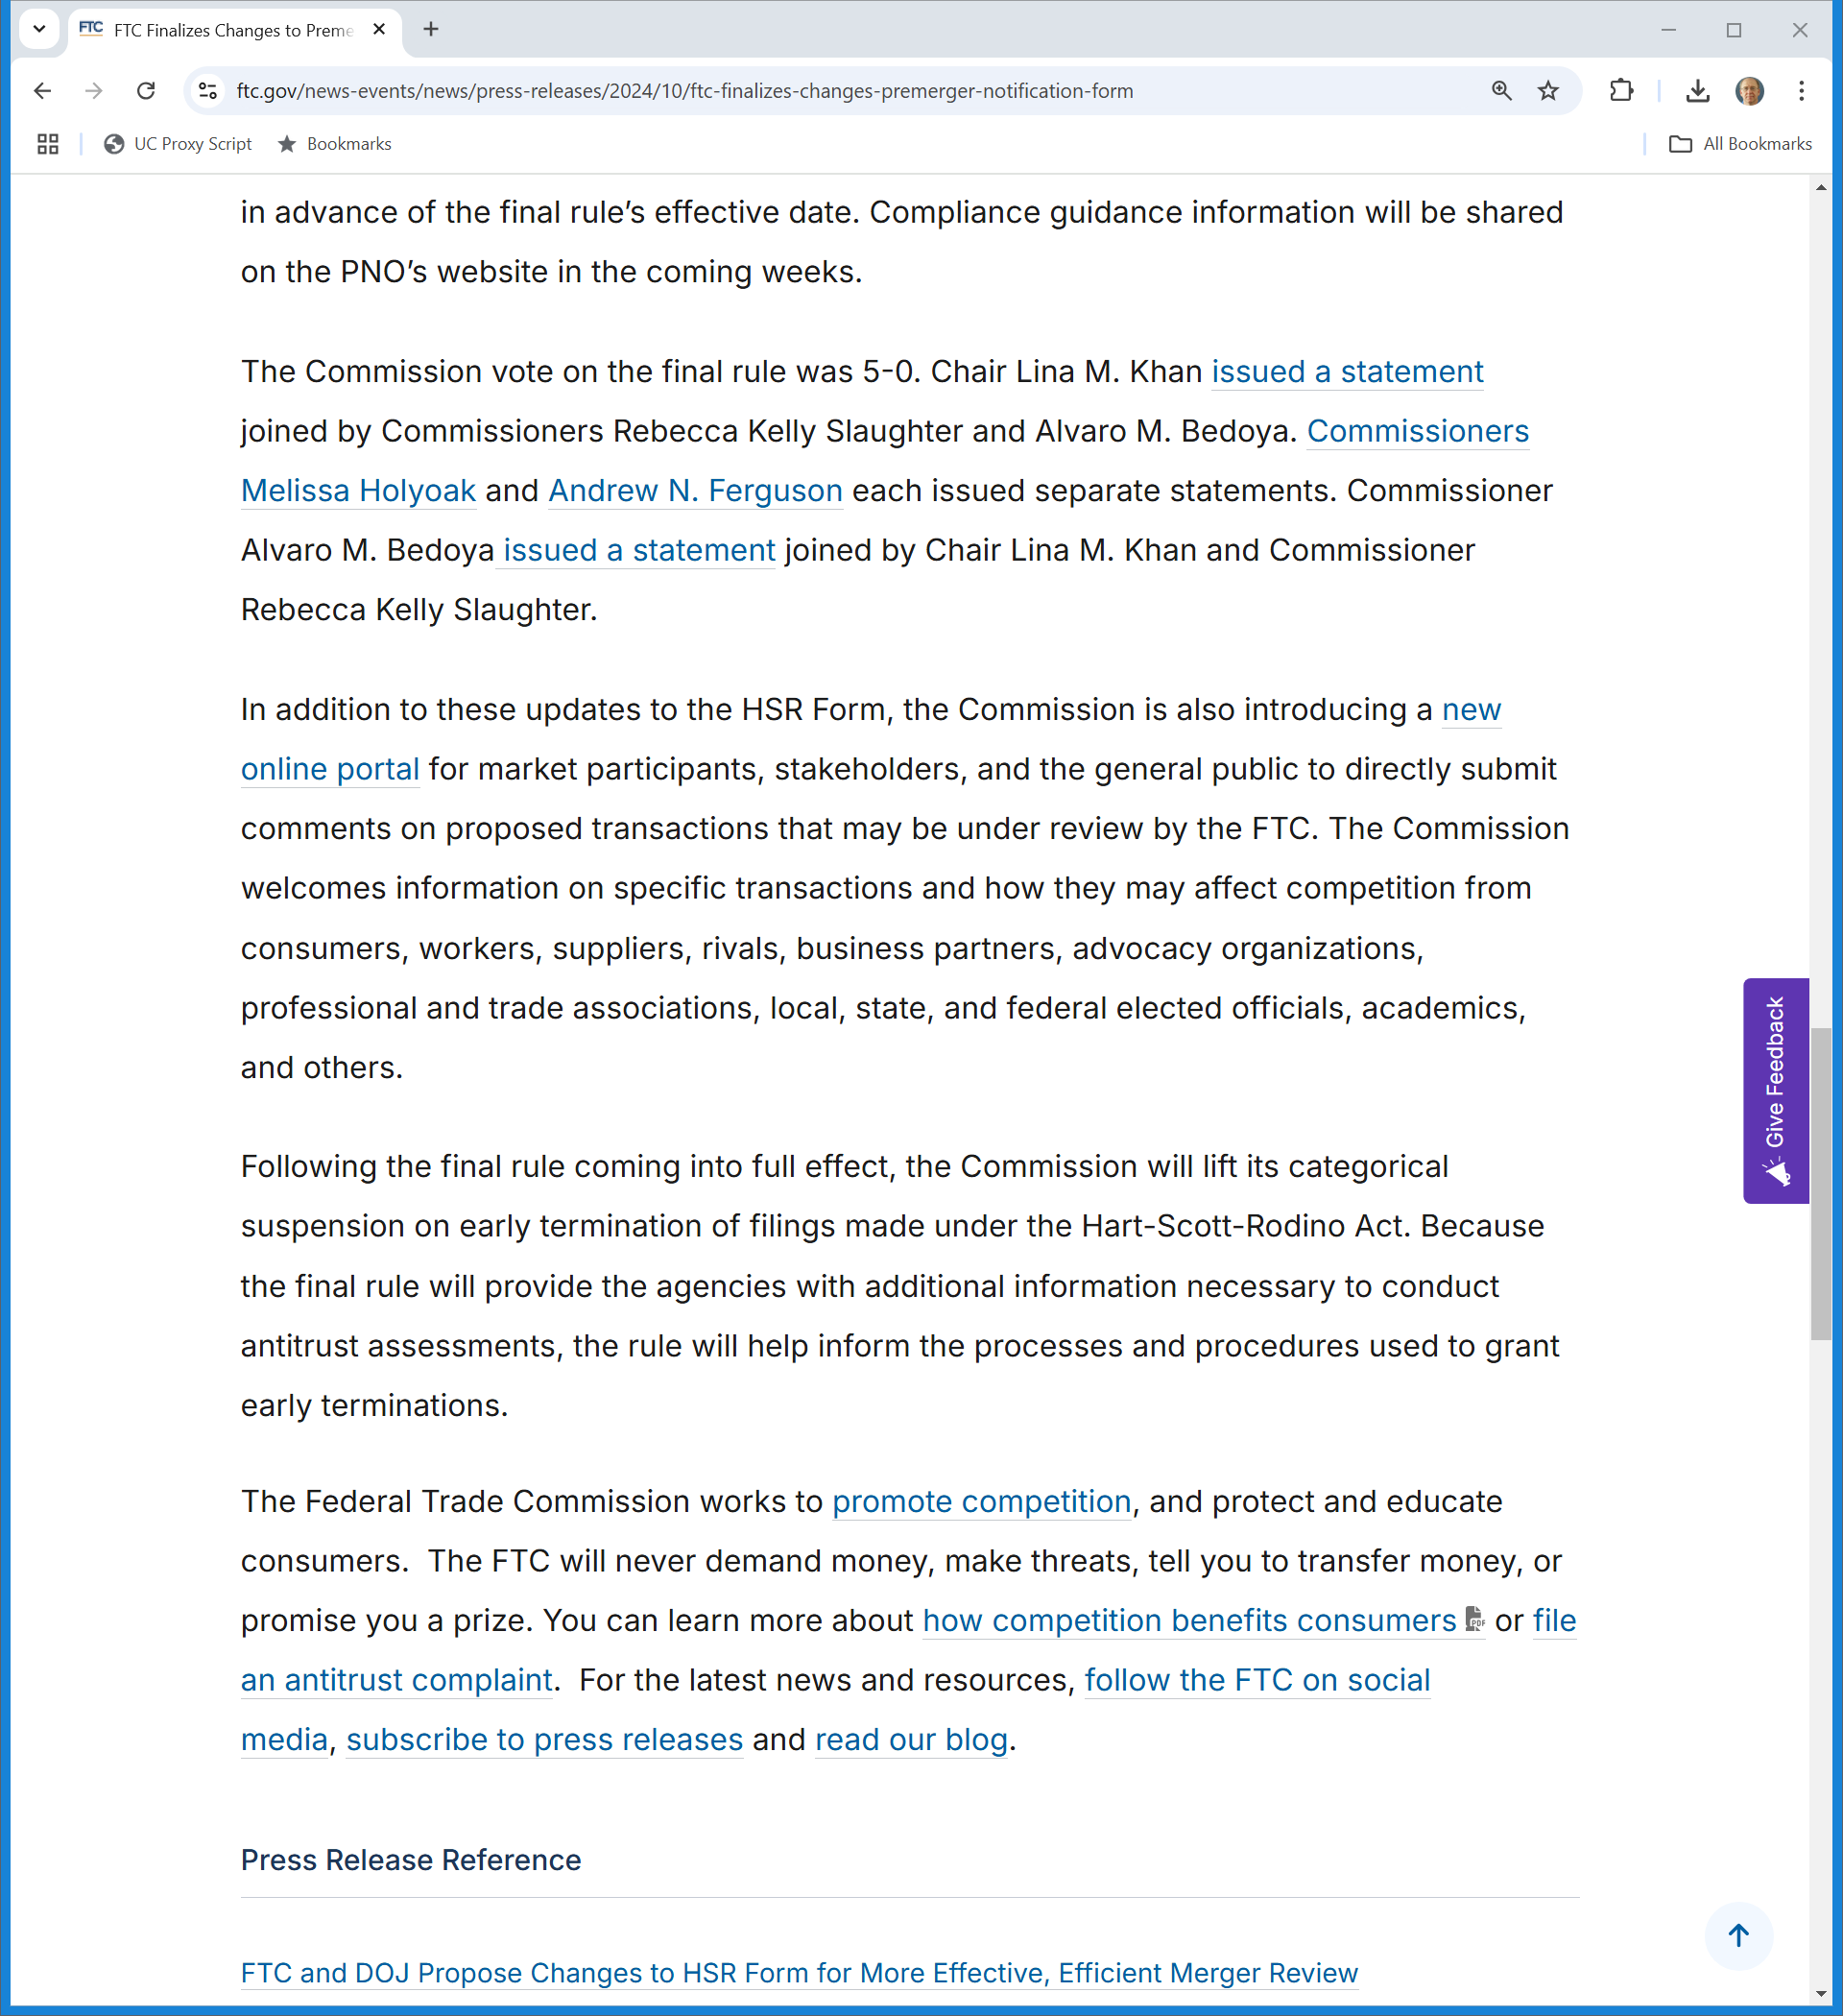 FTC FTC Finalizes Changes to Preme
ftc.gov/news-events/news/press-releases/2024/10/ftc-finalizes-changes-premerger-notification-form
UC Proxy Script Bookmarks All Bookmarks
in advance of the final rule’s effective date. Compliance guidance information will be shared
on the PNO’s website in the coming weeks.
The Commission vote on the final rule was 5-0. Chair Lina M. Khan issued a statement
joined by Commissioners Rebecca Kelly Slaughter and Alvaro M. Bedoya. Commissioners
Melissa Holyoak and Andrew N. Ferguson each issued separate statements. Commissioner
Alvaro M. Bedoya issued a statement joined by Chair Lina M. Khan and Commissioner
Rebecca Kelly Slaughter.
In addition to these updates to the HSR Form, the Commission is also introducing a new
online portal for market participants, stakeholders, and the general public to directly submit
comments on proposed transactions that may be under review by the FTC. The Commission
welcomes information on specific transactions and how they may affect competition from
consumers, workers, suppliers, rivals, business partners, advocacy organizations,
professional and trade associations, local, state, and federal elected officials, academics,
and others.
Give Feedback
Following the final rule coming into full effect, the Commission will lift its categorical
suspension on early termination of filings made under the Hart-Scott-Rodino Act. Because
the final rule will provide the agencies with additional information necessary to conduct
antitrust assessments, the rule will help inform the processes and procedures used to grant
early terminations.
The Federal Trade Commission works to promote competition, and protect and educate
consumers.  The FTC will never demand money, make threats, tell you to transfer money, or
promise you a prize. You can learn more about how competition benefits consumers PDF or file
an antitrust complaint.  For the latest news and resources, follow the FTC on social
media, subscribe to press releases and read our blog.
Press Release Reference
FTC and DOJ Propose Changes to HSR Form for More Effective, Efficient Merger Review